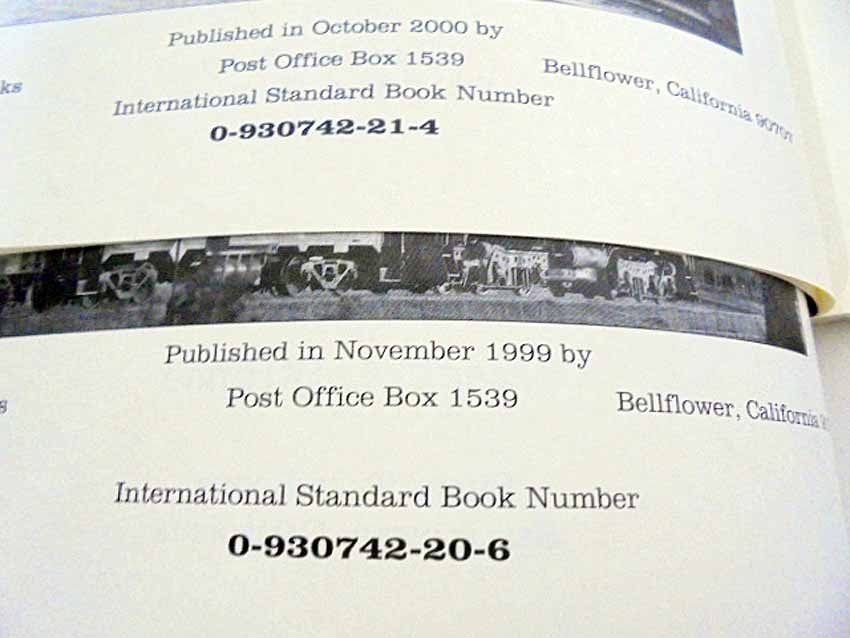 Published in October 2000 by
ks Post Office Box 1539 Bellflower, California 90707
International Standard Book Number
0-930742-21-4
Published in November 1999 by
s Post Office Box 1539 Bellflower, California
International Standard Book Number
0-930742-20-6